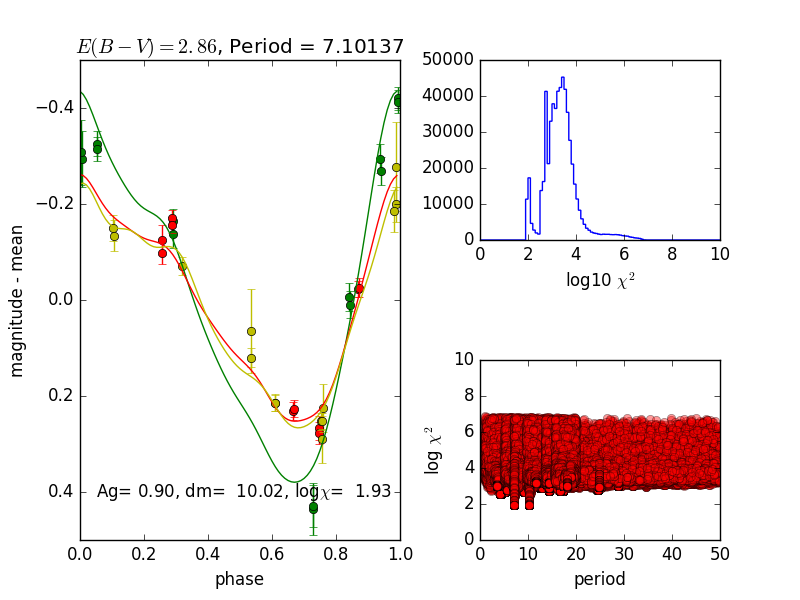 E(B − V) = 2.86, Period = 7.10137
−0.4
−0.2
0.0
0.2
0.4
magnitude - mean
Ag= 0.90, dm= 10.02, logχ= 1.93
0.0 0.2 0.4 0.6 0.8 1.0
phase
50000
40000
30000
20000
10000
0
0 2 4 6 8 10
log10 χ²
10
8
6
4
2
0
log χ²
0 10 20 30 40 50
period